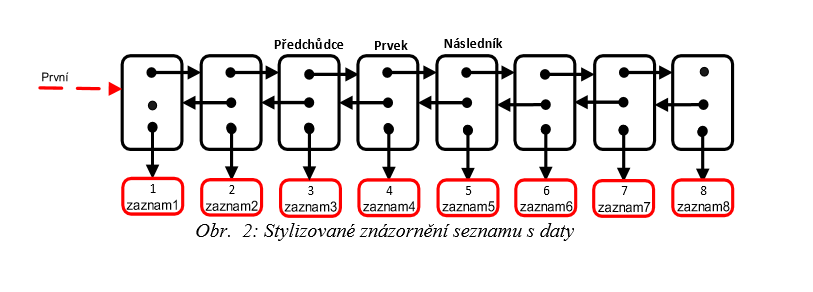 Předchůdce Prvek Následník
První
1 2 3 4 5 6 7 8
zaznam1 zaznam2 zaznam3 zaznam4 zaznam5 zaznam6 zaznam7 zaznam8
Obr. 2: Stylizované znázornění seznamu s daty